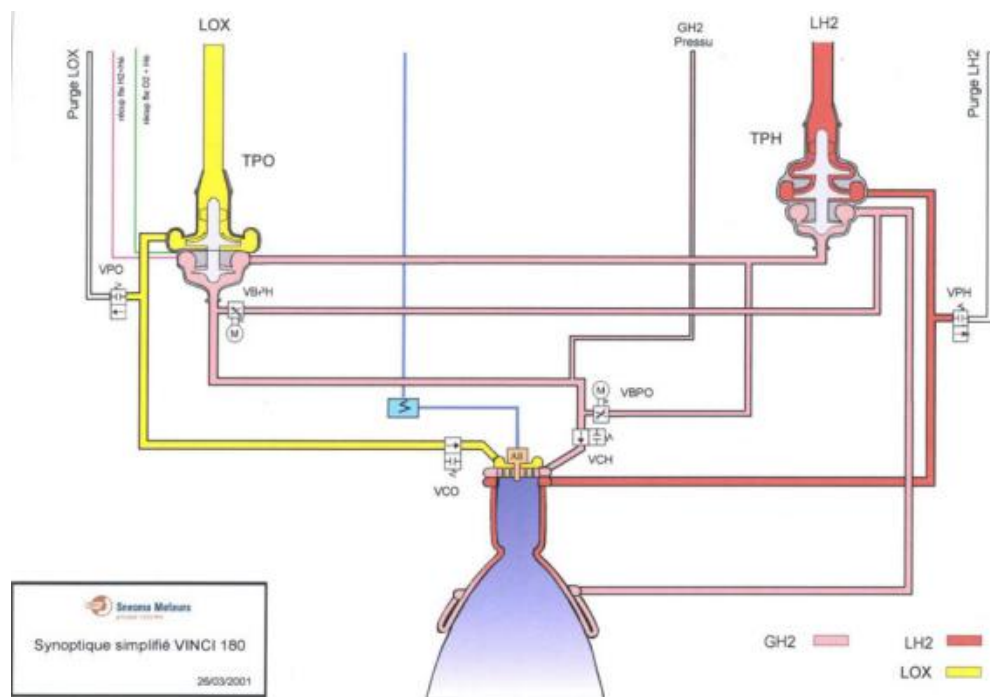 LOX
GH2
Pressu
LH2
Purge LOX
Purge LH2
TPO
TPH
VPO
VPH
VBPO
M
M
VCH
VCO
AB
Snecma Moteurs
Synoptique simplifié VINCI 180
26/03/2001
GH2
LH2
LOX